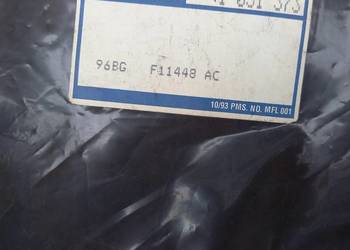 96BG F11448 AC
10/93 PMS. NO. MFL 001